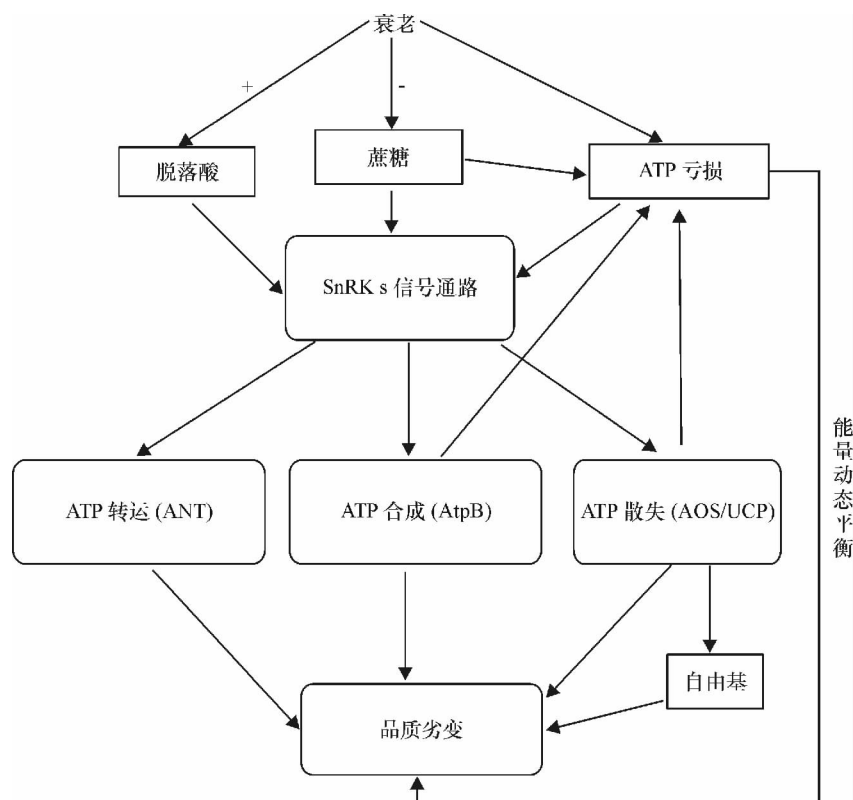 衰老
+
-
脱落酸
蔗糖
ATP 亏损
SnRK s 信号通路
能量动态平衡
ATP 转运 (ANT)
ATP 合成 (AtpB)
ATP 散失 (AOS/UCP)
自由基
品质劣变